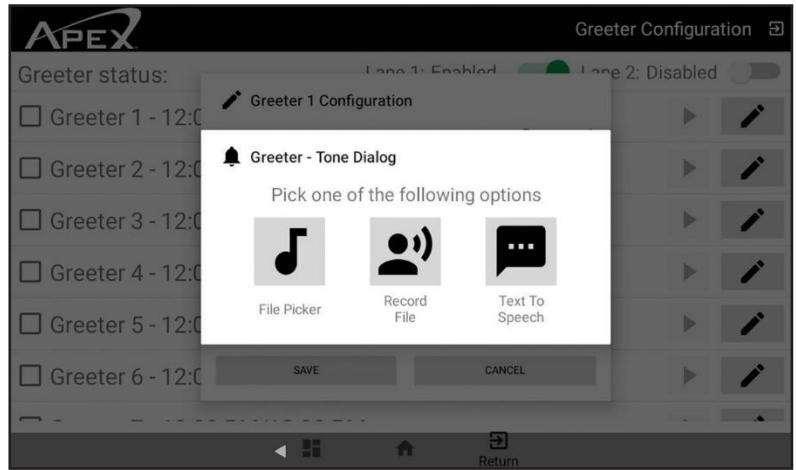 APEX
Greeter Configuration
Greeter status:
Lane 1: Enabled
Lane 2: Disabled
Greeter 1 Configuration
Greeter 1 - 12:0
Greeter - Tone Dialog
Greeter 2 - 12:0
Pick one of the following options
Greeter 3 - 12:0
Greeter 4 - 12:0
File Picker
Record
File
Text To
Speech
Greeter 5 - 12:0
Greeter 6 - 12:0
SAVE
CANCEL
Return